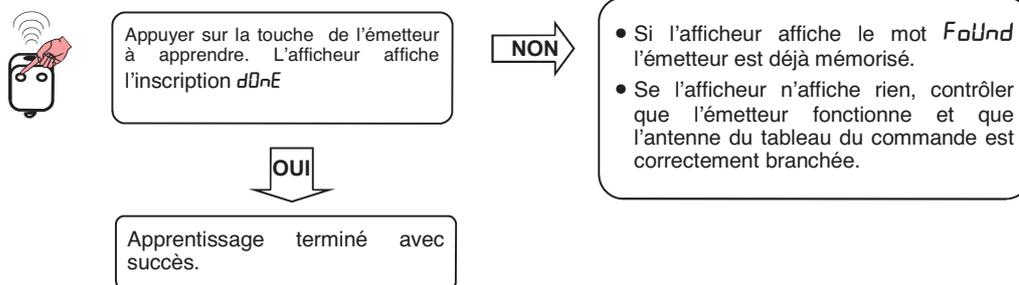 Appuyer sur la touche de l'émetteur
à apprendre. L'afficheur affiche
l'inscription dOnE
NON
• Si l'afficheur affiche le mot FoUnd
l'émetteur est déjà mémorisé.
• Se l'afficheur n'affiche rien, contrôler
que l'émetteur fonctionne et que
l'antenne du tableau du commande est
correctement branchée.
OUI
Apprentissage terminé avec
succès.